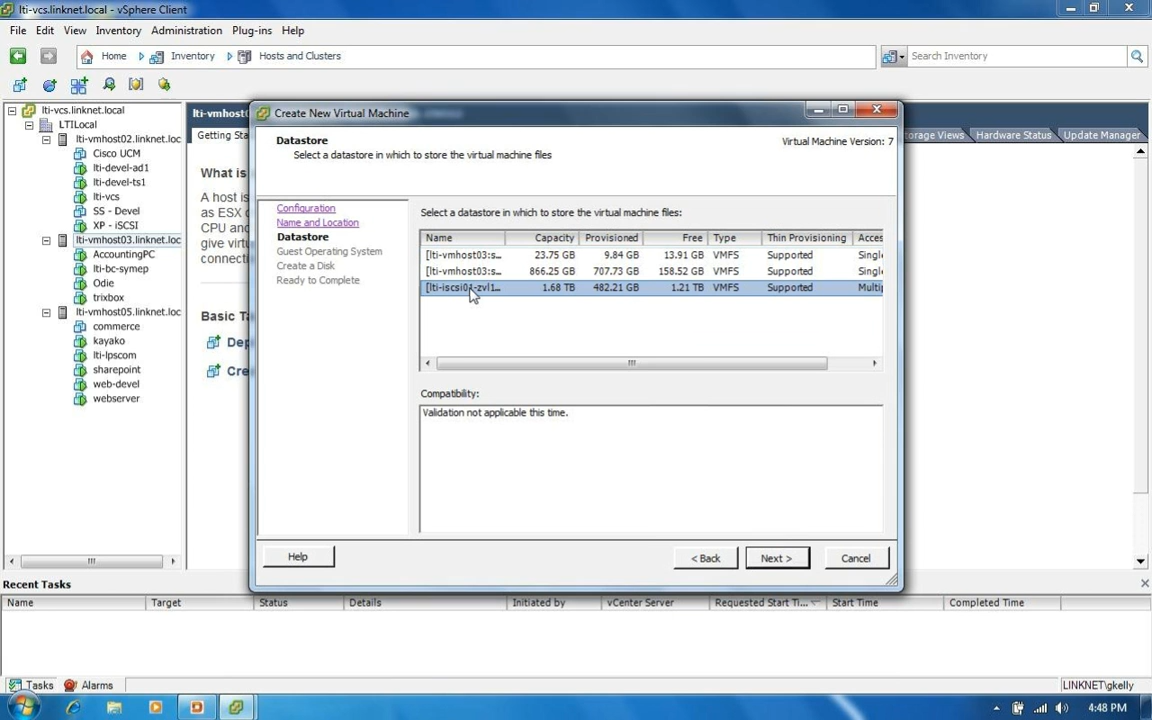 lti-vcs.linknet.local - vSphere Client
File Edit View Inventory Administration Plug-ins Help
Home Inventory Hosts and Clusters Search Inventory
lti-vcs.linknet.local
LTILocal
lti-vmhost02.linknet.loc
Cisco UCM
lti-devel-ad1
lti-devel-ts1
lti-vcs
SS - Devel
XP - iSCSI
lti-vmhost03.linknet.loc
AccountingPC
lti-bc-symep
Odie
trixbox
lti-vmhost05.linknet.loc
commerce
kayako
lti-lpscom
sharepoint
web-devel
webserver
lti-vmhost
Getting Sta
orage Views Hardware Status Update Manager
What is
A host is
as ESX
CPU and
give virtu
connecti
Basic Ta
Dep
Cre
Create New Virtual Machine
Datastore
Select a datastore in which to store the virtual machine files
Virtual Machine Version: 7
Configuration
Name and Location
Datastore
Guest Operating System
Create a Disk
Ready to Complete
Select a datastore in which to store the virtual machine files:
Name Capacity Provisioned Free Type Thin Provisioning Acces
[lti-vmhost03:s... 23.75 GB 9.84 GB 13.91 GB VMFS Supported Single
[lti-vmhost03:s... 866.25 GB 707.73 GB 158.52 GB VMFS Supported Single
[lti-iscsi01-zvl1... 1.68 TB 482.21 GB 1.21 TB VMFS Supported Multip
Compatibility:
Validation not applicable this time.
Help < Back Next > Cancel
Recent Tasks
Name Target Status Details Initiated by vCenter Server Requested Start Ti... Start Time Completed Time
Tasks Alarms LINKNET\gkelly
4:48 PM